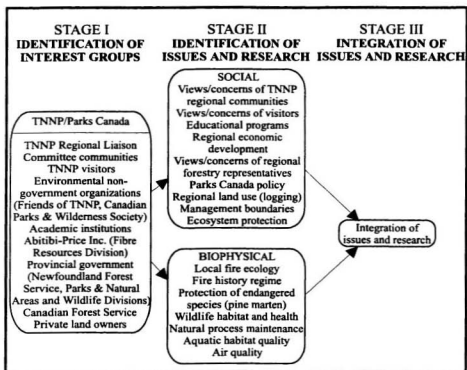 STAGE I
IDENTIFICATION OF
INTEREST GROUPS
TNNP/Parks Canada
TNNP Regional Liaison
Committee communities
TNNP visitors
Environmental non-
government organizations
(Friends of TNNP, Canadian
Parks & Wilderness Society)
Academic institutions
Abitibi-Price Inc. (Fibre
Resources Division)
Provincial government
(Newfoundland Forest
Service, Parks & Natural
Areas and Wildlife Divisions)
Canadian Forest Service
Private land owners
STAGE II
IDENTIFICATION OF
ISSUES AND RESEARCH
SOCIAL
Views/concerns of TNNP
regional communities
Views/concerns of visitors
Educational programs
Regional economic
development
Views/concerns of regional
forestry representatives
Parks Canada policy
Regional land use (logging)
Management boundaries
Ecosystem protection
BIOPHYSICAL
Local fire ecology
Fire history regime
Protection of endangered
species (pine marten)
Wildlife habitat and health
Natural process maintenance
Aquatic habitat quality
Air quality
STAGE III
INTEGRATION OF
ISSUES AND RESEARCH
Integration of
issues and research